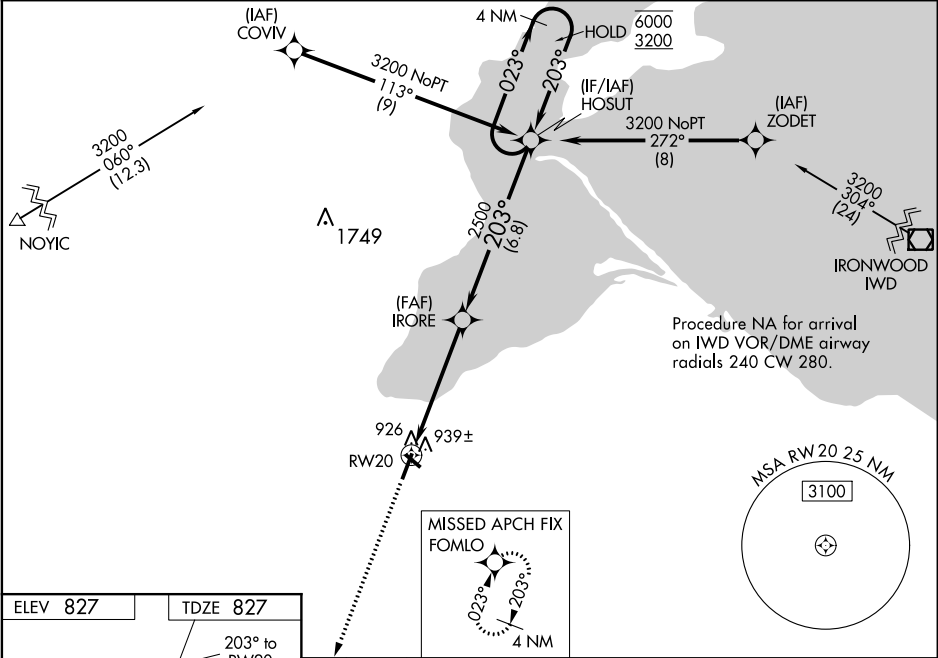 (IAF)
COVIV
4 NM
HOLD
6000
3200
023°
203°
3200 NoPT
113°
(9)
(IF/IAF)
HOSUT
(IAF)
ZODET
3200 NoPT
272°
(8)
3200
060°
(12.3)
NOYIC
3200
304°
(24)
IRONWOOD
IWD
1749
2500
203°
(6.8)
(FAF)
IRORE
Procedure NA for arrival
on IWD VOR/DME airway
radials 240 CW 280.
926
939±
RW20
MSA RW20 25 NM
3100
MISSED APCH FIX
FOMLO
023°
203°
4 NM
ELEV 827
TDZE 827
203° to
RW20